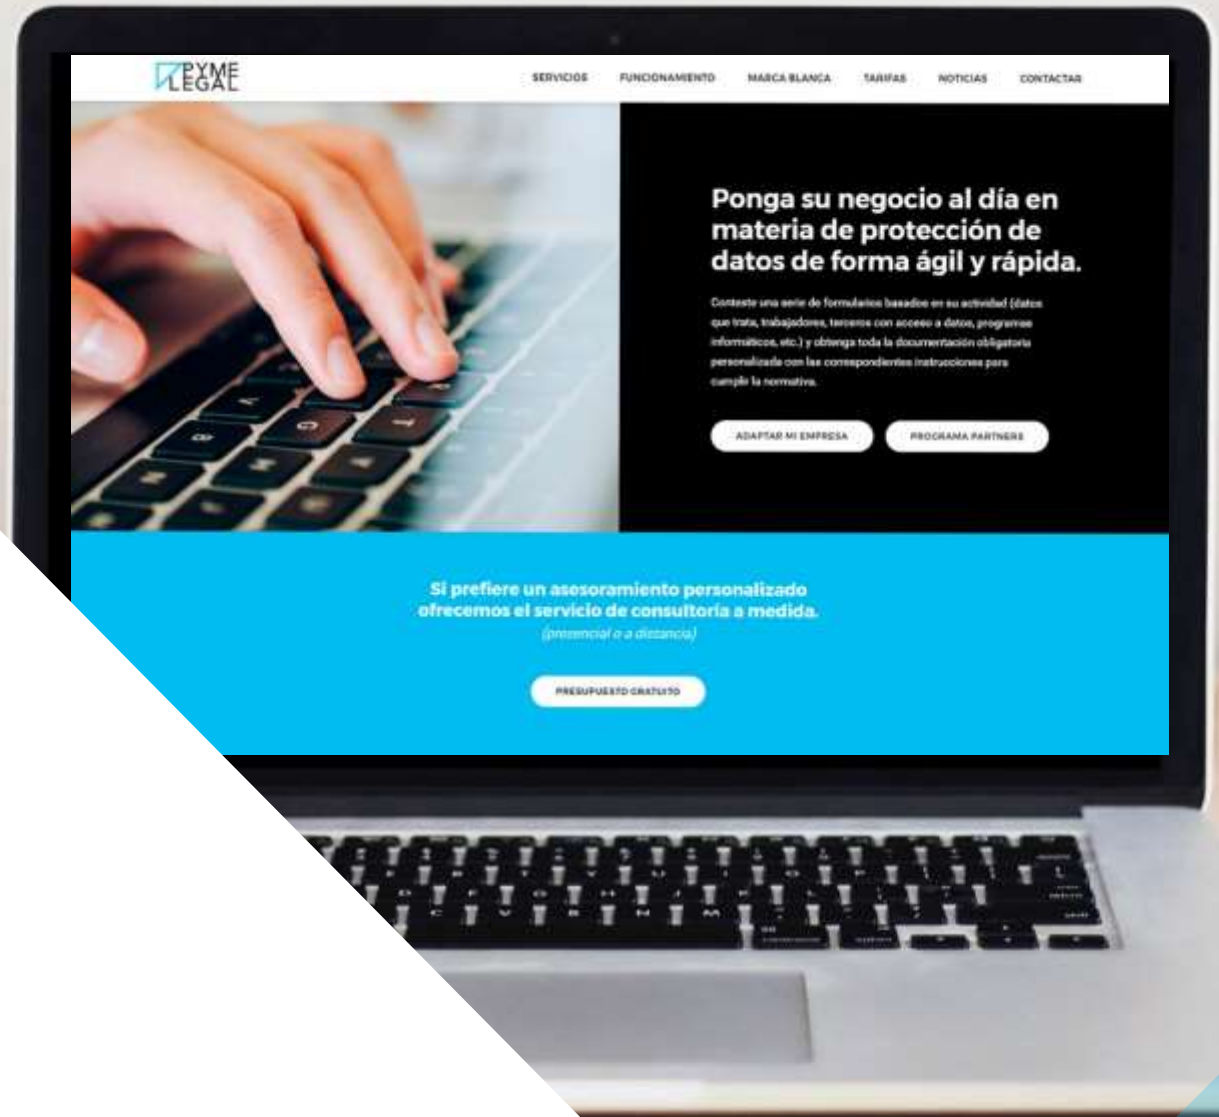 PYME
LEGAL
SERVICIOS FUNCIONAMIENTO MARCA BLANCA TARIFAS NOTICIAS CONTACTAR
Ponga su negocio al día en
materia de protección de
datos de forma ágil y rápida.
Conteste una serie de formularios basados en su actividad (datos
que trata, trabajadores, terceros con acceso a datos, programas
informáticos, etc.) y obtenga toda la documentación obligatoria
personalizada con las correspondientes instrucciones para
cumplir la normativa.
ADAPTAR MI EMPRESA PROGRAMA PARTNERS
Si prefiere un asesoramiento personalizado
ofrecemos el servicio de consultoría a medida.
(presencial o a distancia)
PRESUPUESTO GRATUITO